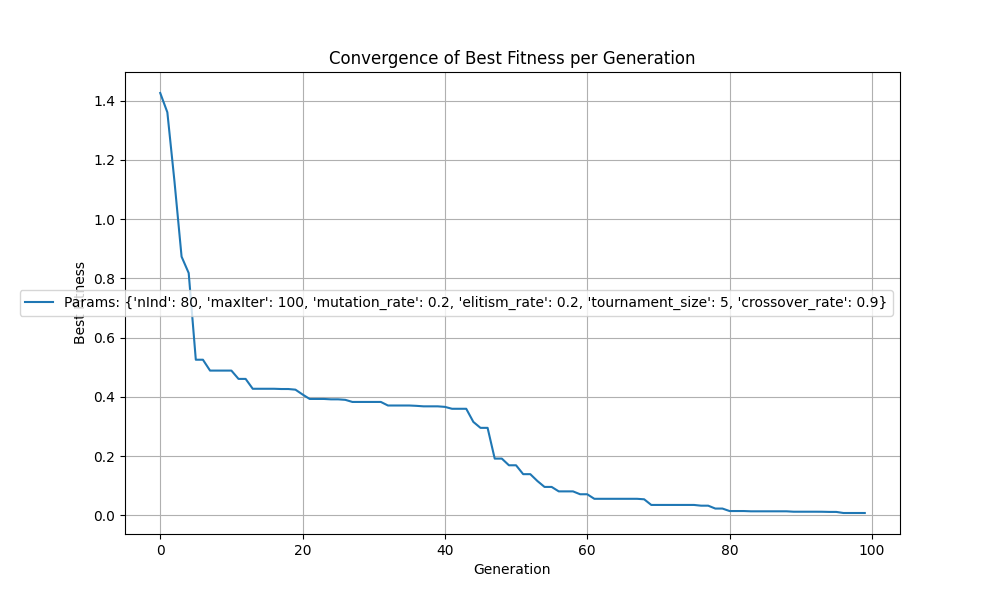 Convergence of Best Fitness per Generation
1.4
1.2
1.0
0.8
0.6
0.4
0.2
0.0
Best
Params: {'nInd': 80, 'maxIter': 100, 'mutation_rate': 0.2, 'elitism_rate': 0.2, 'tournament_size': 5, 'crossover_rate': 0.9}
0 20 40 60 80 100
Generation